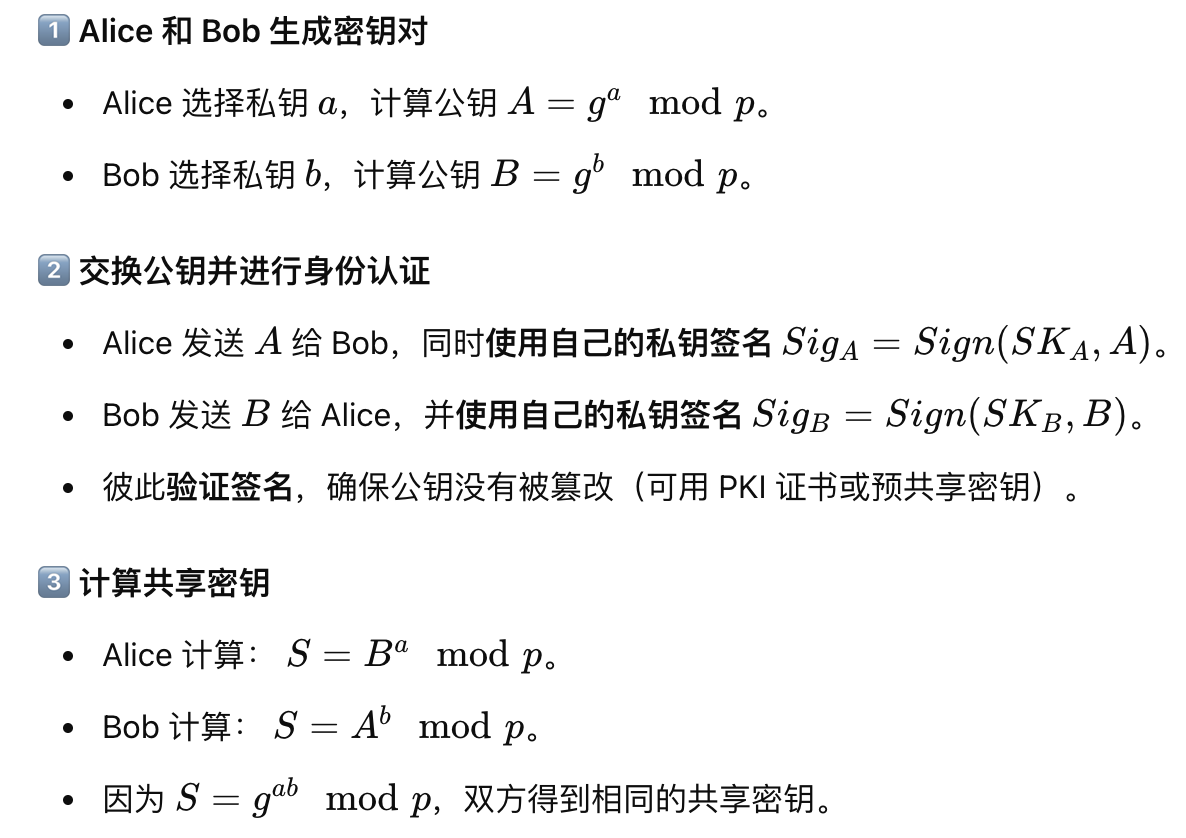 1️⃣ Alice 和 Bob 生成密钥对
• Alice 选择私钥 a，计算公钥 A = g^a mod p。
• Bob 选择私钥 b，计算公钥 B = g^b mod p。
2️⃣ 交换公钥并进行身份认证
• Alice 发送 A 给 Bob，同时使用自己的私钥签名 Sig_A = Sign(SK_A, A)。
• Bob 发送 B 给 Alice，并使用自己的私钥签名 Sig_B = Sign(SK_B, B)。
• 彼此验证签名，确保公钥没有被篡改（可用 PKI 证书或预共享密钥）。
3️⃣ 计算共享密钥
• Alice 计算： S = B^a mod p。
• Bob 计算： S = A^b mod p。
• 因为 S = g^{ab} mod p，双方得到相同的共享密钥。